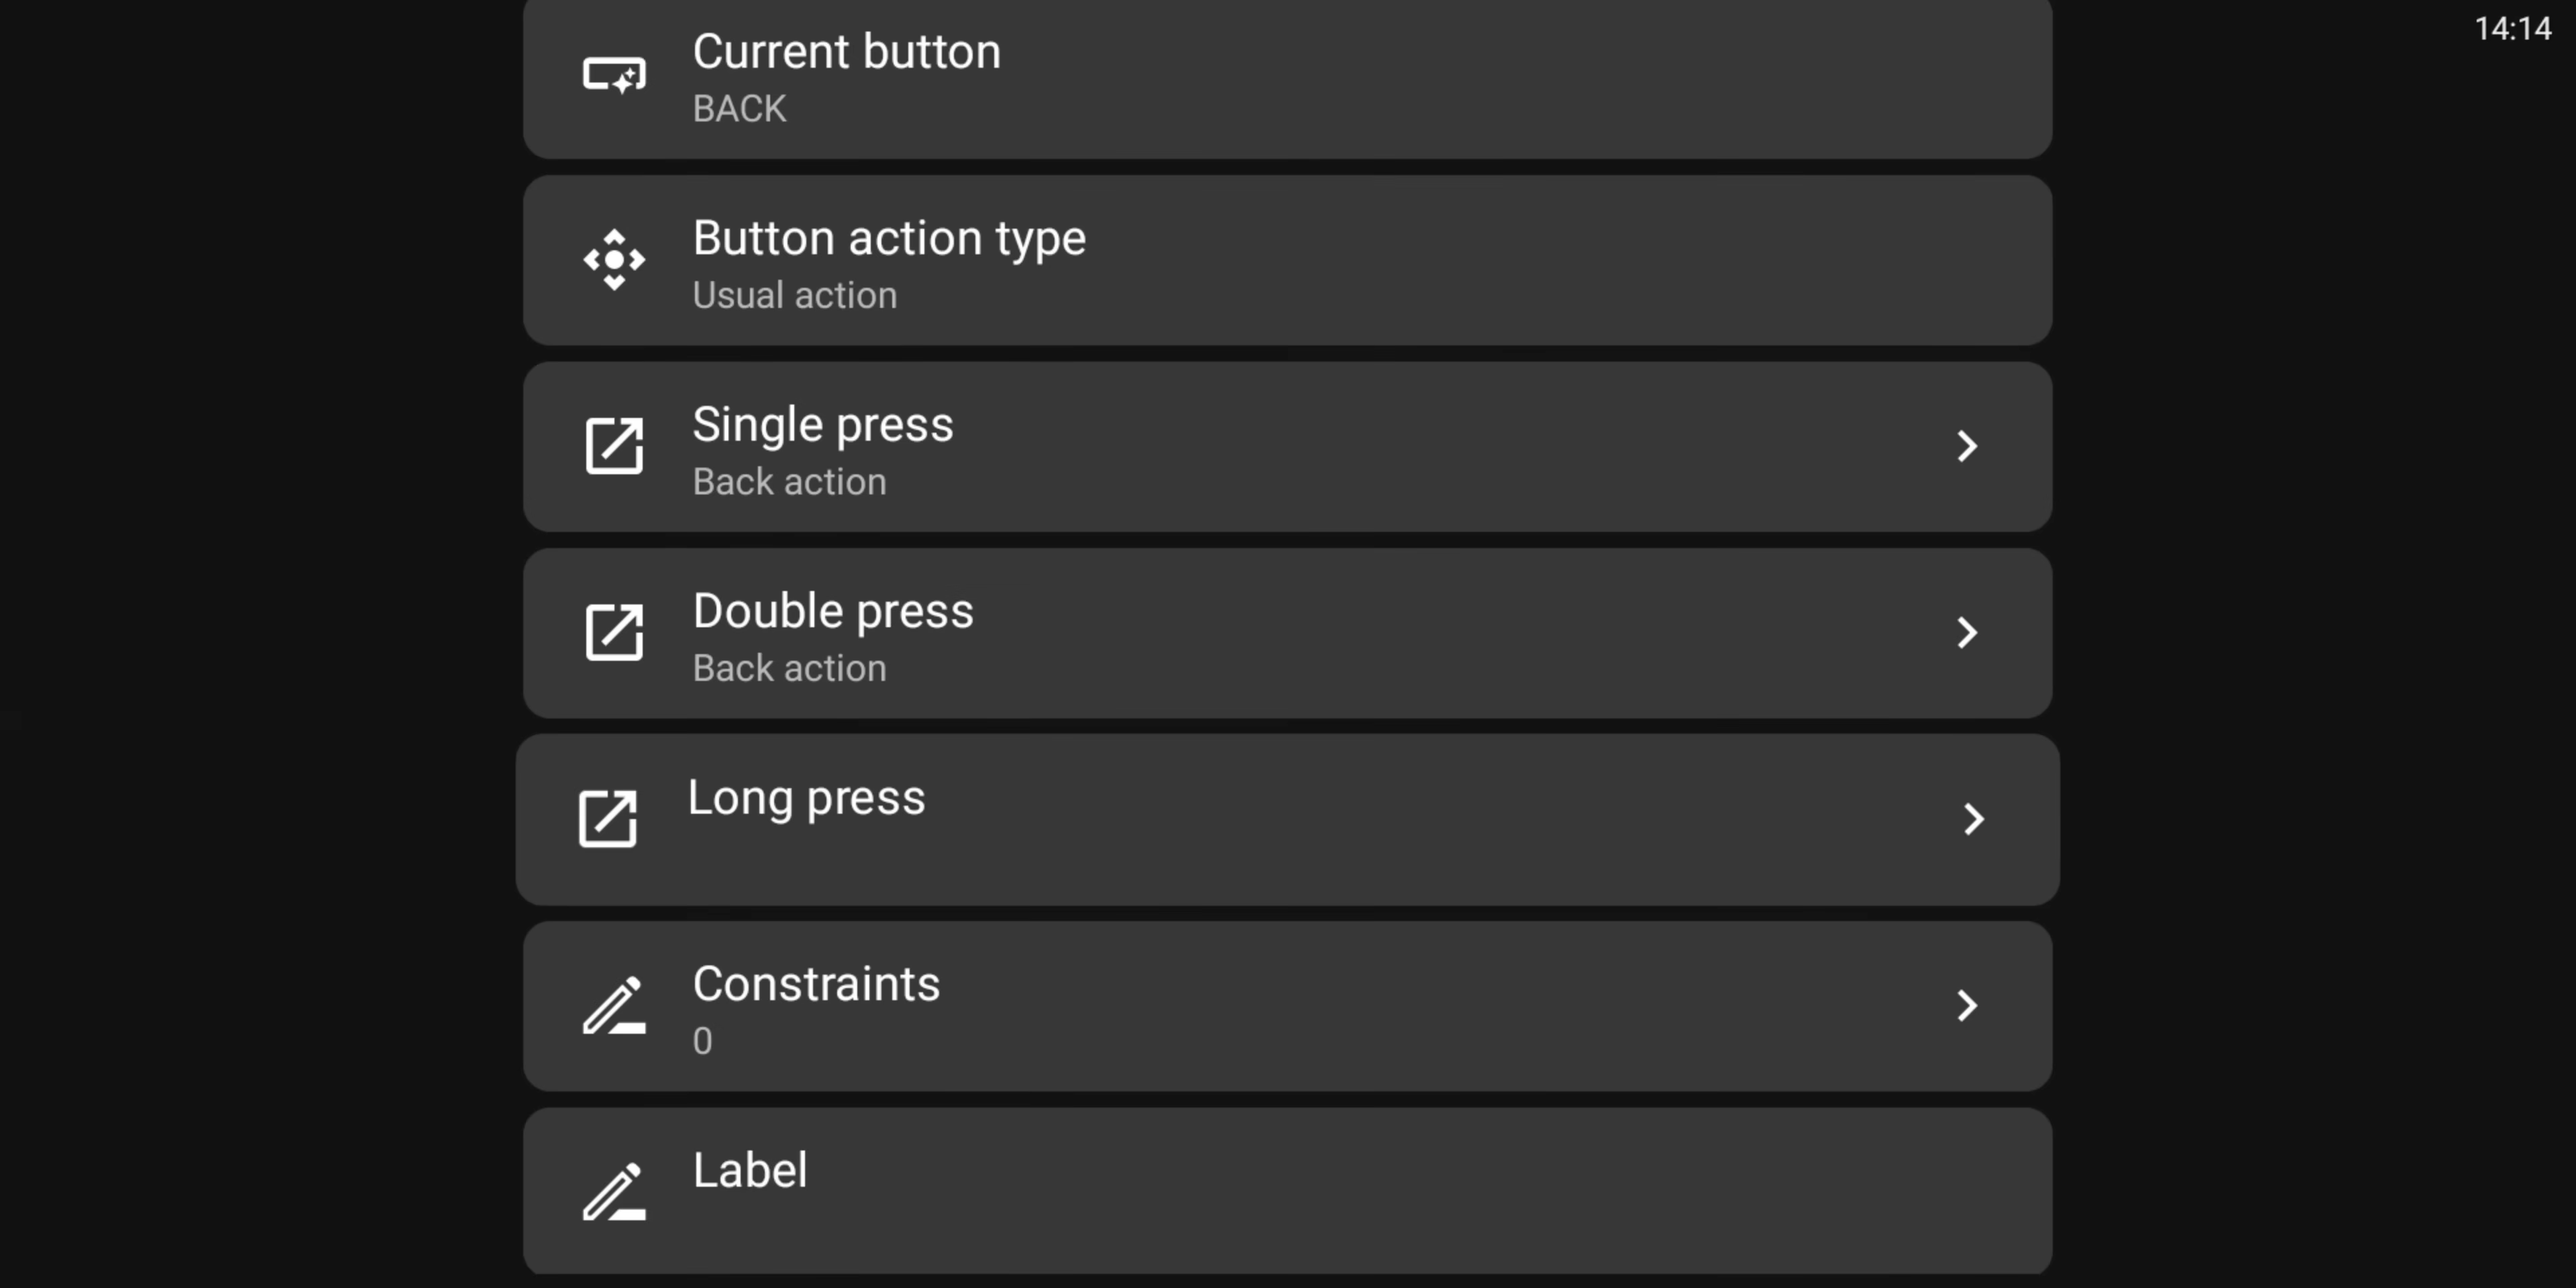 14:14
Current button
BACK
Button action type
Usual action
Single press
Back action
Double press
Back action
Long press
Constraints
0
Label